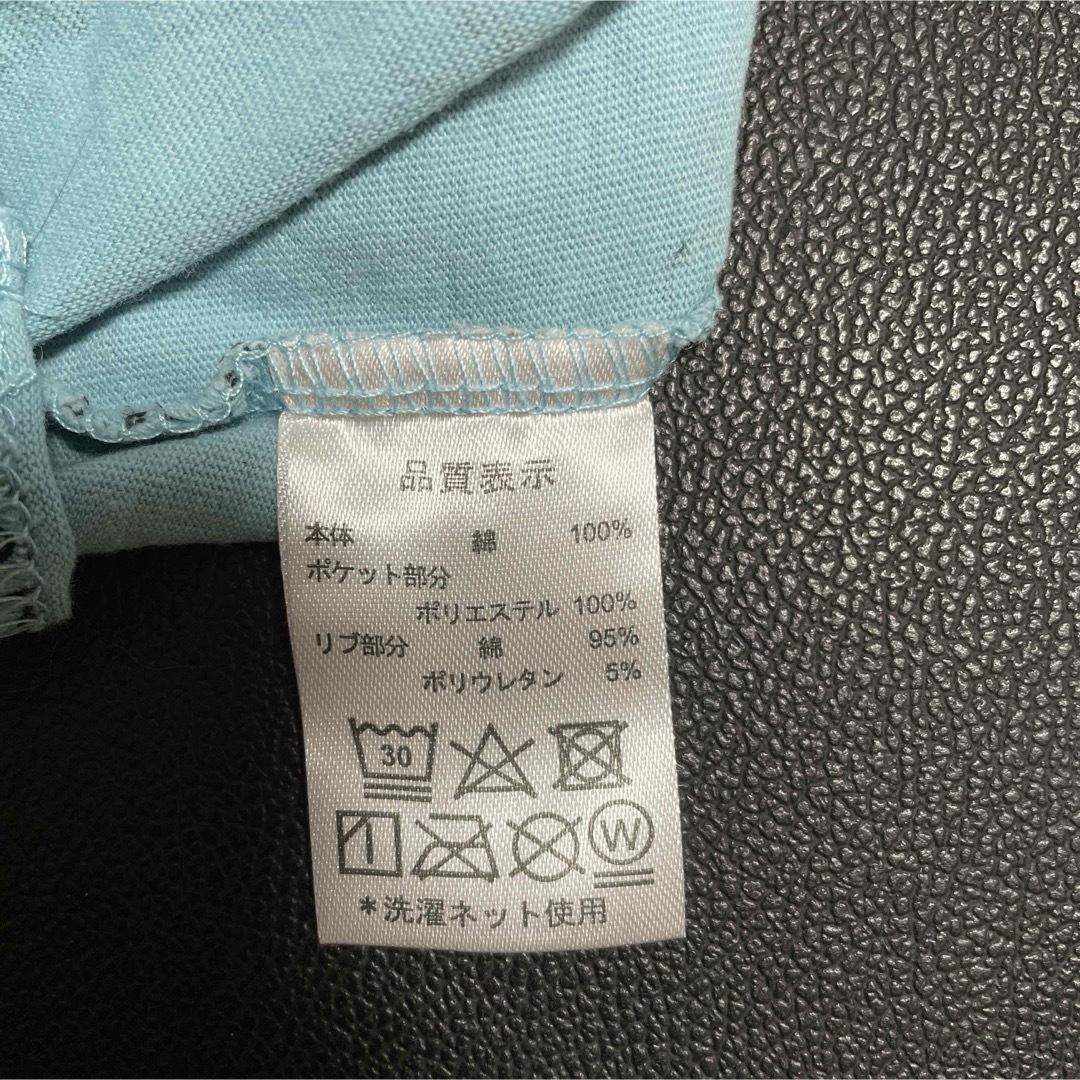 品質表示
本体 綿 100%
ポケット部分
ポリエステル 100%
リブ部分 綿 95%
ポリウレタン 5%
30
W
*洗濯ネット使用